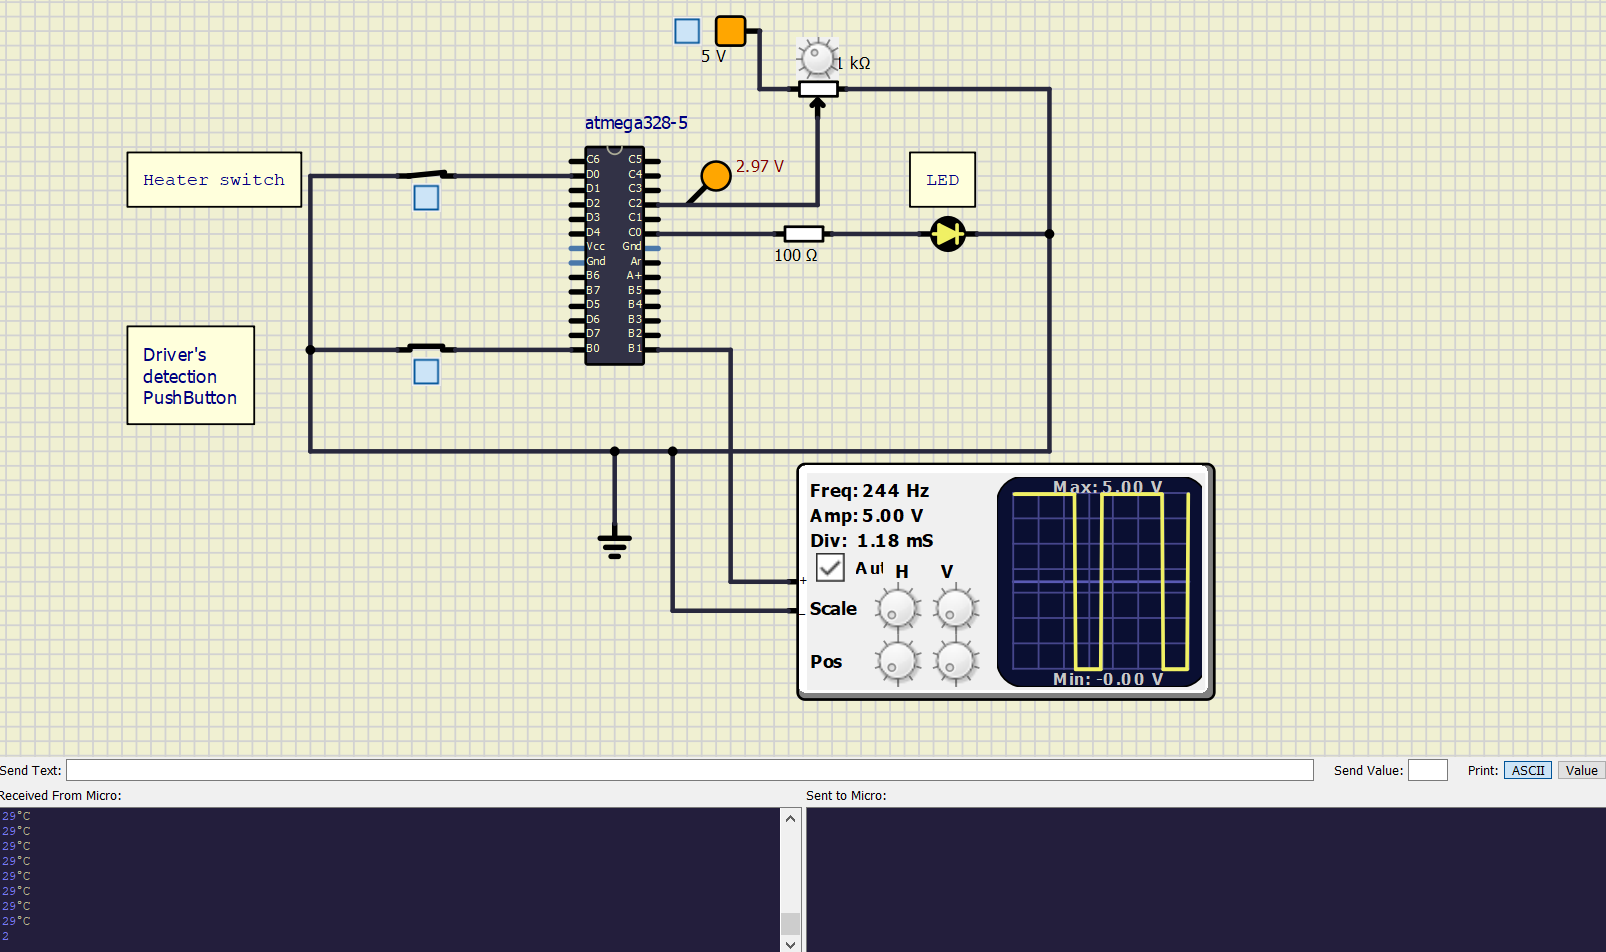 5 V
1 kΩ
atmega328-5
Heater switch
2.97 V
LED
100 Ω
C6 C5
D0 C4
D1 C3
D2 C2
D3 C1
D4 C0
Vcc Gnd
Gnd Ar
B6 A+
B7 B5
D5 B4
D6 B3
D7 B2
B0 B1
Driver's
detection
PushButton
Freq: 244 Hz
Amp: 5.00 V
Div: 1.18 mS
Aut H V
+
- Scale
Pos
Max: 5.00 V
Min: -0.00 V
Send Text: Send Value: Print: ASCII Value
Received From Micro: Sent to Micro:
29°C
29°C
29°C
29°C
29°C
29°C
29°C
29°C
2